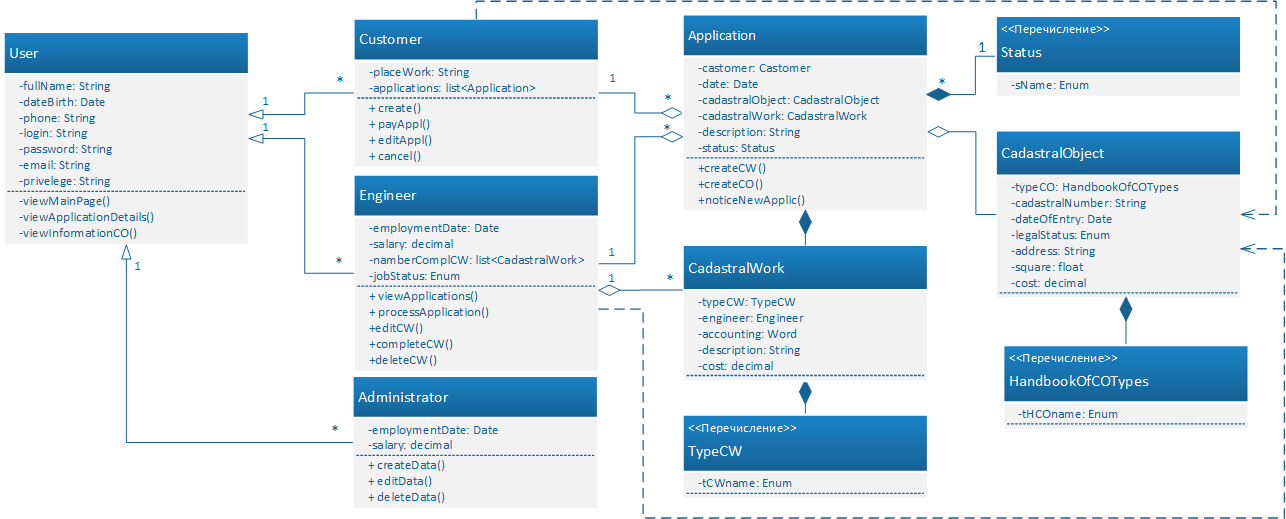 User
-fullName: String
-dateBirth: Date
-phone: String
-login: String
-password: String
-email: String
-privelege: String
-viewMainPage()
-viewApplicationDetails()
-viewInformationCO()
1
*
1
*
1
*
Customer
-placeWork: String
-applications: list<Application>
+ create()
+ payAppl()
+ editAppl()
+ cancel()
1
*
Engineer
-employmentDate: Date
-salary: decimal
-namberComplCW: list<CadastralWork>
-jobStatus: Enum
+ viewApplications()
+ processApplication()
+editCW()
+completeCW()
+deleteCW()
1
*
1
*
Administrator
-employmentDate: Date
-salary: decimal
+ createData()
+ editData()
+ deleteData()
Application
-castomer: Castomer
-date: Date
-cadastralObject: CadastralObject
-cadastralWork: CadastralWork
-description: String
-status: Status
+createCW()
+createCO()
+noticeNewApplic()
*
1
CadastralWork
-typeCW: TypeCW
-engineer: Engineer
-accounting: Word
-description: String
-cost: decimal
<<Перечисление>>
TypeCW
-tCWname: Enum
<<Перечисление>>
Status
-sName: Enum
CadastralObject
-typeCO: HandbookOfCOTypes
-cadastralNumber: String
-dateOfEntry: Date
-legalStatus: Enum
-address: String
-square: float
-cost: decimal
<<Перечисление>>
HandbookOfCOTypes
-tHCOname: Enum